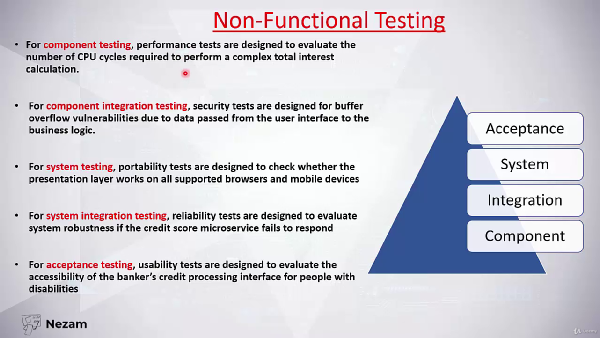 Non-Functional Testing
• For component testing, performance tests are designed to evaluate the
number of CPU cycles required to perform a complex total interest
calculation.
• For component integration testing, security tests are designed for buffer
overflow vulnerabilities due to data passed from the user interface to the
business logic.
• For system testing, portability tests are designed to check whether the
presentation layer works on all supported browsers and mobile devices
• For system integration testing, reliability tests are designed to evaluate
system robustness if the credit score microservice fails to respond
• For acceptance testing, usability tests are designed to evaluate the
accessibility of the banker's credit processing interface for people with
disabilities
Acceptance
System
Integration
Component
Nezam